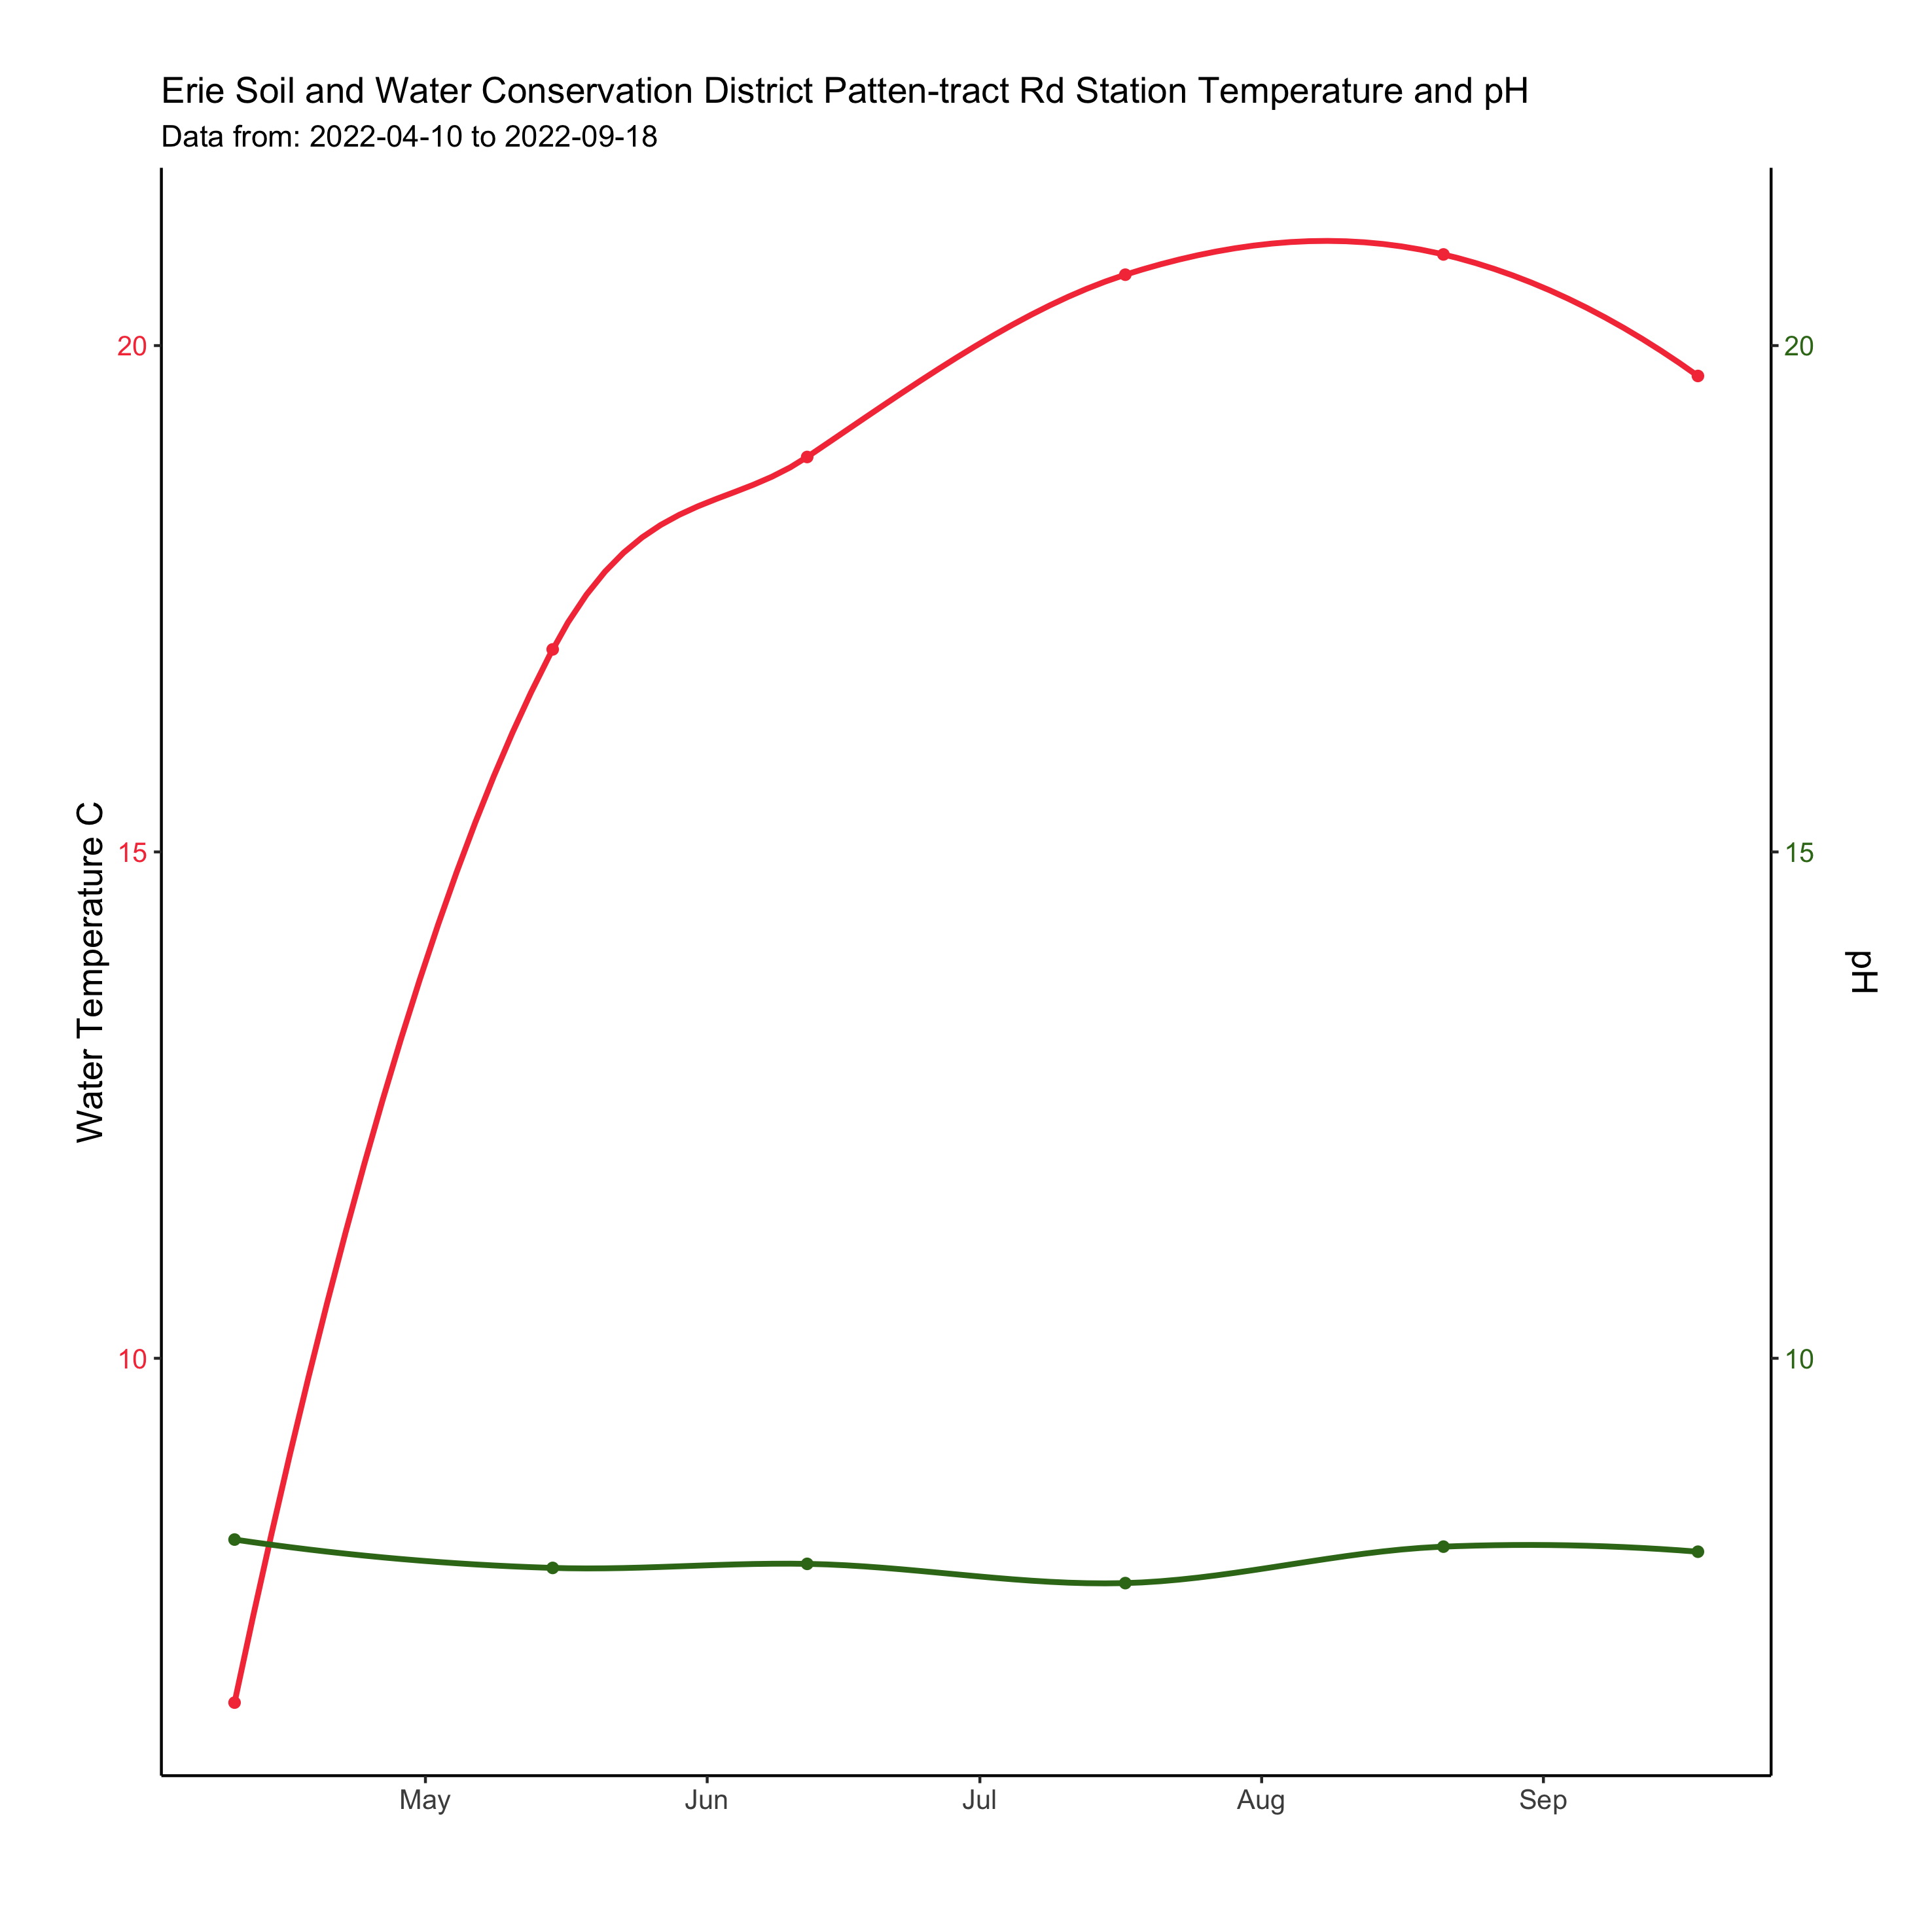 Erie Soil and Water Conservation District Patten-tract Rd Station Temperature and pH
Data from: 2022-04-10 to 2022-09-18
Water Temperature C
20
15
10
20
15
10
pH
May Jun Jul Aug Sep